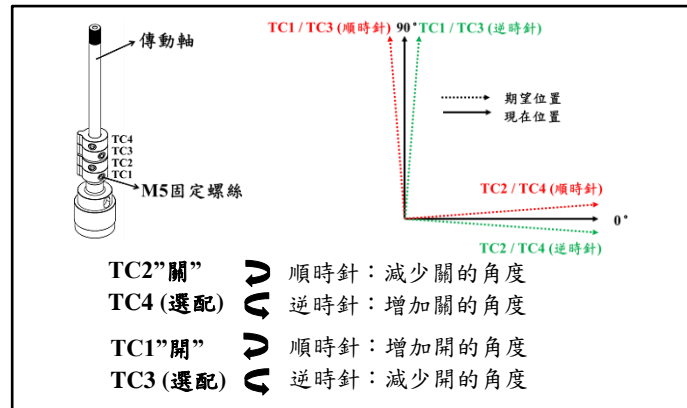 傳動軸
TC4
TC3
TC2
TC1
M5固定螺絲
TC1 / TC3 (順時針) 90° TC1 / TC3 (逆時針)
期望位置
現在位置
TC2 / TC4 (順時針)
0°
TC2 / TC4 (逆時針)
TC2”關” 順時針：減少關的角度
TC4 (選配) 逆時針：增加關的角度
TC1”開” 順時針：增加開的角度
TC3 (選配) 逆時針：減少開的角度